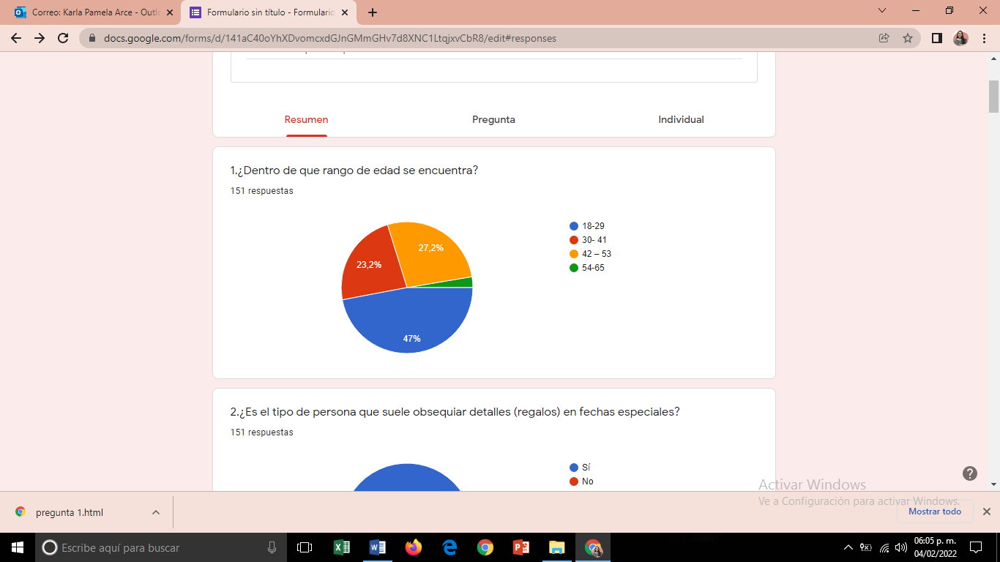 Correo: Karla Pamela Arce - Outl
Formulario sin título - Formulario
docs.google.com/forms/d/141aC40oYhXDvomcxdGJnGMmGHv7d8XNC1LtqjxvCbR8/edit#responses
Resumen
Pregunta
Individual
1.¿Dentro de que rango de edad se encuentra?
151 respuestas
27,2%
23,2%
47%
18-29
30- 41
42 – 53
54-65
2.¿Es el tipo de persona que suele obsequiar detalles (regalos) en fechas especiales?
151 respuestas
Sí
No
Activar Windows
Ve a Configuración para activar Windows.
pregunta 1.html
Mostrar todo
Escribe aquí para buscar
06:05 p. m.
04/02/2022